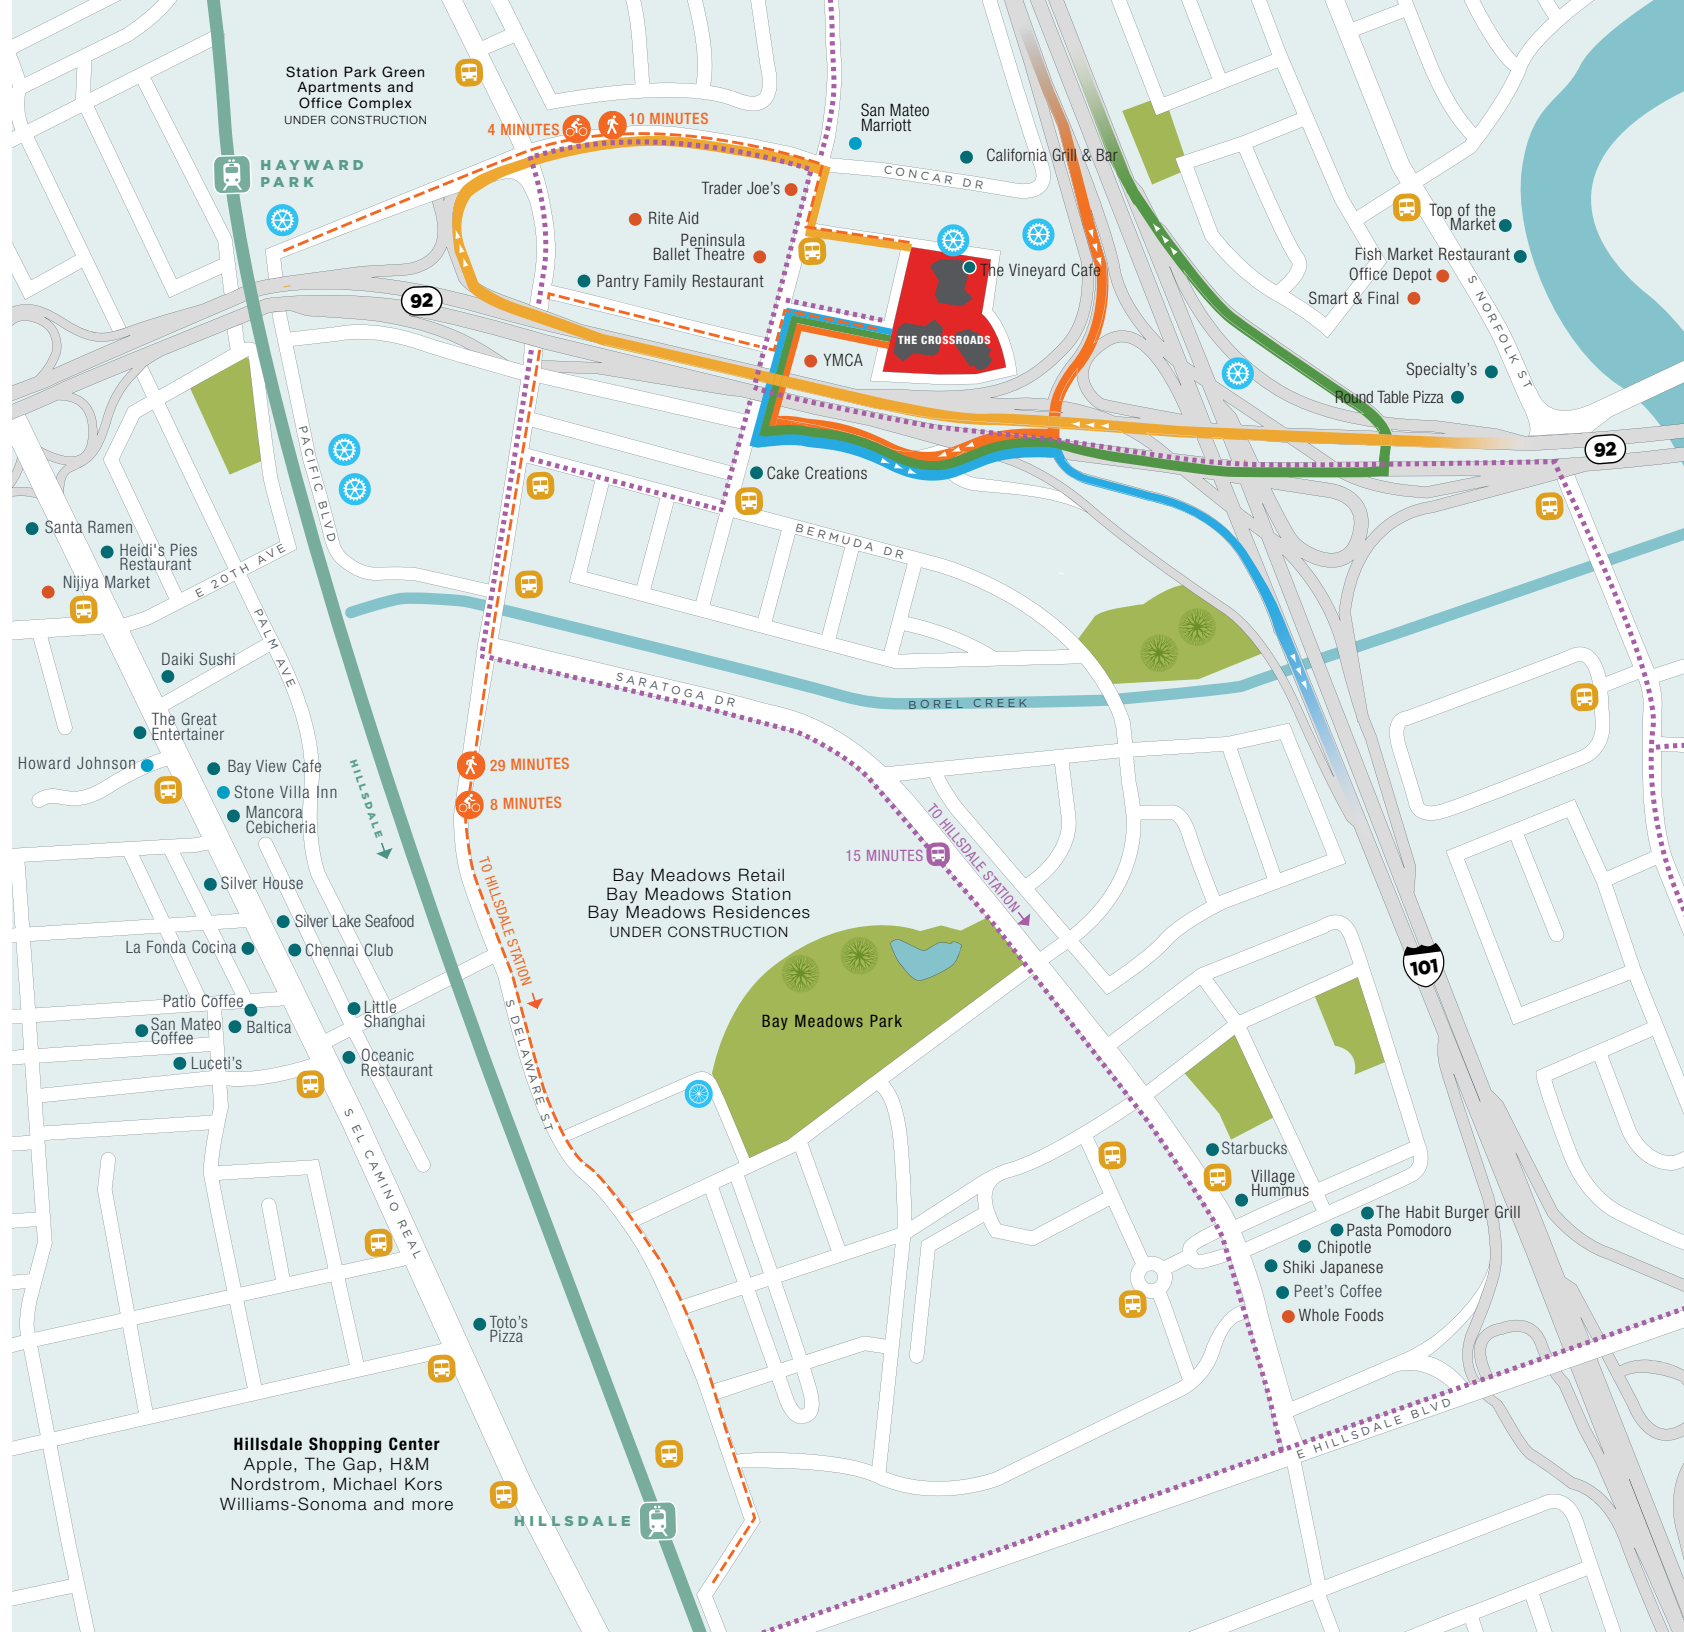 Station Park Green
Apartments and
Office Complex
UNDER CONSTRUCTION
4 MINUTES
10 MINUTES
San Mateo
Marriott
California Grill & Bar
CONCAR DR
HAYWARD
PARK
Trader Joe's
Rite Aid
Peninsula
Ballet Theatre
Pantry Family Restaurant
The Vineyard Cafe
THE CROSSROADS
YMCA
92
Top of the
Market
Fish Market Restaurant
Office Depot
Smart & Final
S NORFOLK ST
Specialty's
Round Table Pizza
92
PACIFIC BLVD
Cake Creations
BERMUDA DR
Santa Ramen
Heidi's Pies
Restaurant
Nijiya Market
E 20TH AVE
PALM AVE
Daiki Sushi
The Great
Entertainer
Howard Johnson
Bay View Cafe
Stone Villa Inn
Mancora
Cebicheria
HILLSDALE
SARATOGA DR
BOREL CREEK
29 MINUTES
8 MINUTES
TO HILLSDALE STATION
15 MINUTES
TO HILLSDALE STATION
Bay Meadows Retail
Bay Meadows Station
Bay Meadows Residences
UNDER CONSTRUCTION
Silver House
Silver Lake Seafood
La Fonda Cocina
Chennai Club
Patio Coffee
San Mateo
Coffee
Baltica
Little
Shanghai
Luceti's
Oceanic
Restaurant
S DELAWARE ST
Bay Meadows Park
101
S EL CAMINO REAL
Starbucks
Village
Hummus
The Habit Burger Grill
Pasta Pomodoro
Chipotle
Shiki Japanese
Peet's Coffee
Whole Foods
Toto's
Pizza
E HILLSDALE BLVD
Hillsdale Shopping Center
Apple, The Gap, H&M
Nordstrom, Michael Kors
Williams-Sonoma and more
HILLSDALE